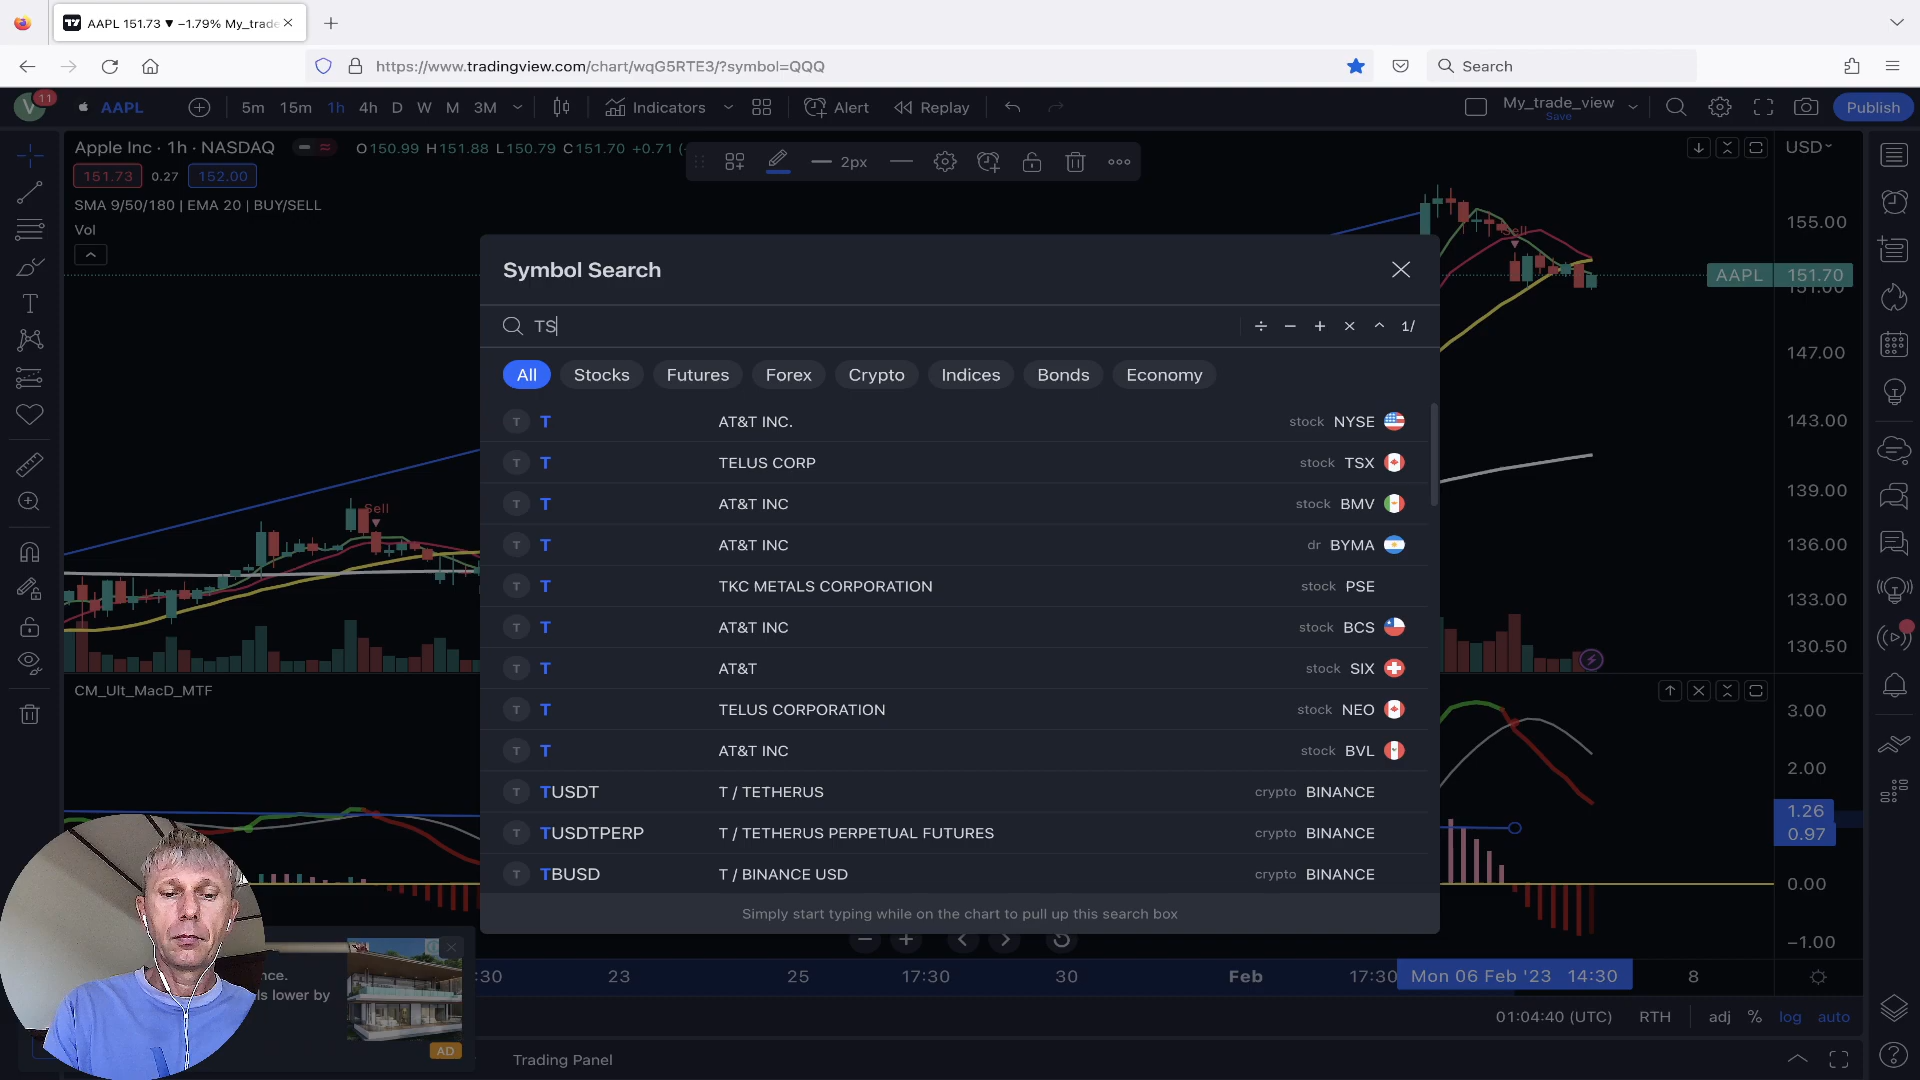 AAPL 151.73 ▼ −1.79% My_trade
https://www.tradingview.com/chart/wqG5RTE3/?symbol=QQQ
Search
V 11 AAPL 5m 15m 1h 4h D W M 3M Indicators Alert Replay My_trade_view Save Publish
Apple Inc · 1h · NASDAQ O150.99 H151.88 L150.79 C151.70 +0.71 (
USD
151.73 0.27 152.00
2px
SMA 9/50/180 | EMA 20 | BUY/SELL
Vol
155.00
Sell
AAPL 151.70
151.00
147.00
143.00
139.00
136.00
133.00
130.50
Sell
Symbol Search
TS
÷ − + × ^ 1/
All Stocks Futures Forex Crypto Indices Bonds Economy
T T AT&T INC. stock NYSE
T T TELUS CORP stock TSX
T T AT&T INC stock BMV
T T AT&T INC dr BYMA
T T TKC METALS CORPORATION stock PSE
T T AT&T INC stock BCS
T T AT&T stock SIX
T T TELUS CORPORATION stock NEO
T T AT&T INC stock BVL
T TUSDT T / TETHERUS crypto BINANCE
T TUSDTPERP T / TETHERUS PERPETUAL FUTURES crypto BINANCE
T TBUSD T / BINANCE USD crypto BINANCE
Simply start typing while on the chart to pull up this search box
CM_Ult_MacD_MTF
3.00
2.00
1.26
0.97
0.00
−1.00
nce.
ls lower by
AD
:30 23 25 17:30 30 Feb 17:30 Mon 06 Feb '23 14:30 8
01:04:40 (UTC) RTH adj % log auto
Trading Panel